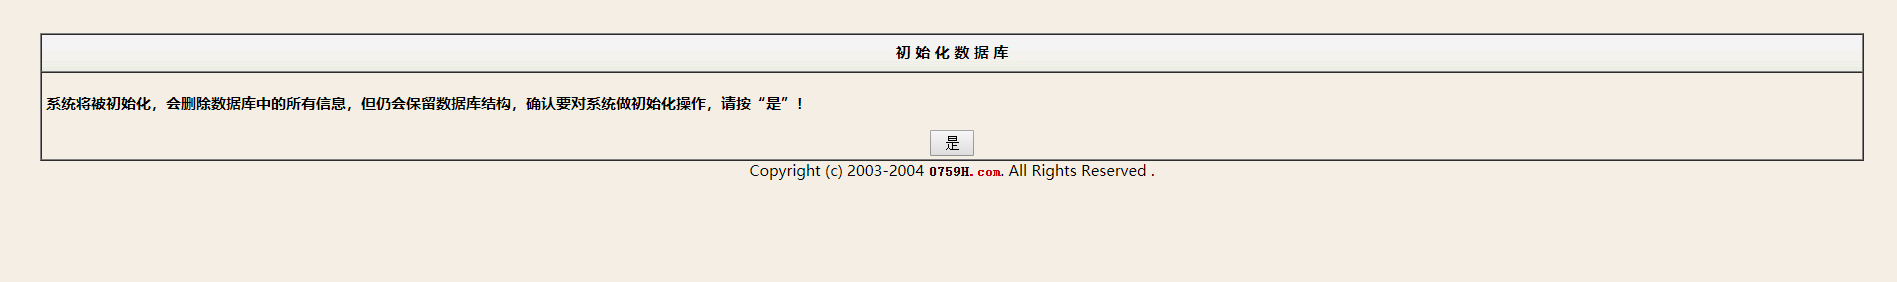 初 始 化 数 据 库
系统将被初始化，会删除数据库中的所有信息，但仍会保留数据库结构，确认要对系统做初始化操作，请按“是”！
是
Copyright (c) 2003-2004 0759H.com. All Rights Reserved .